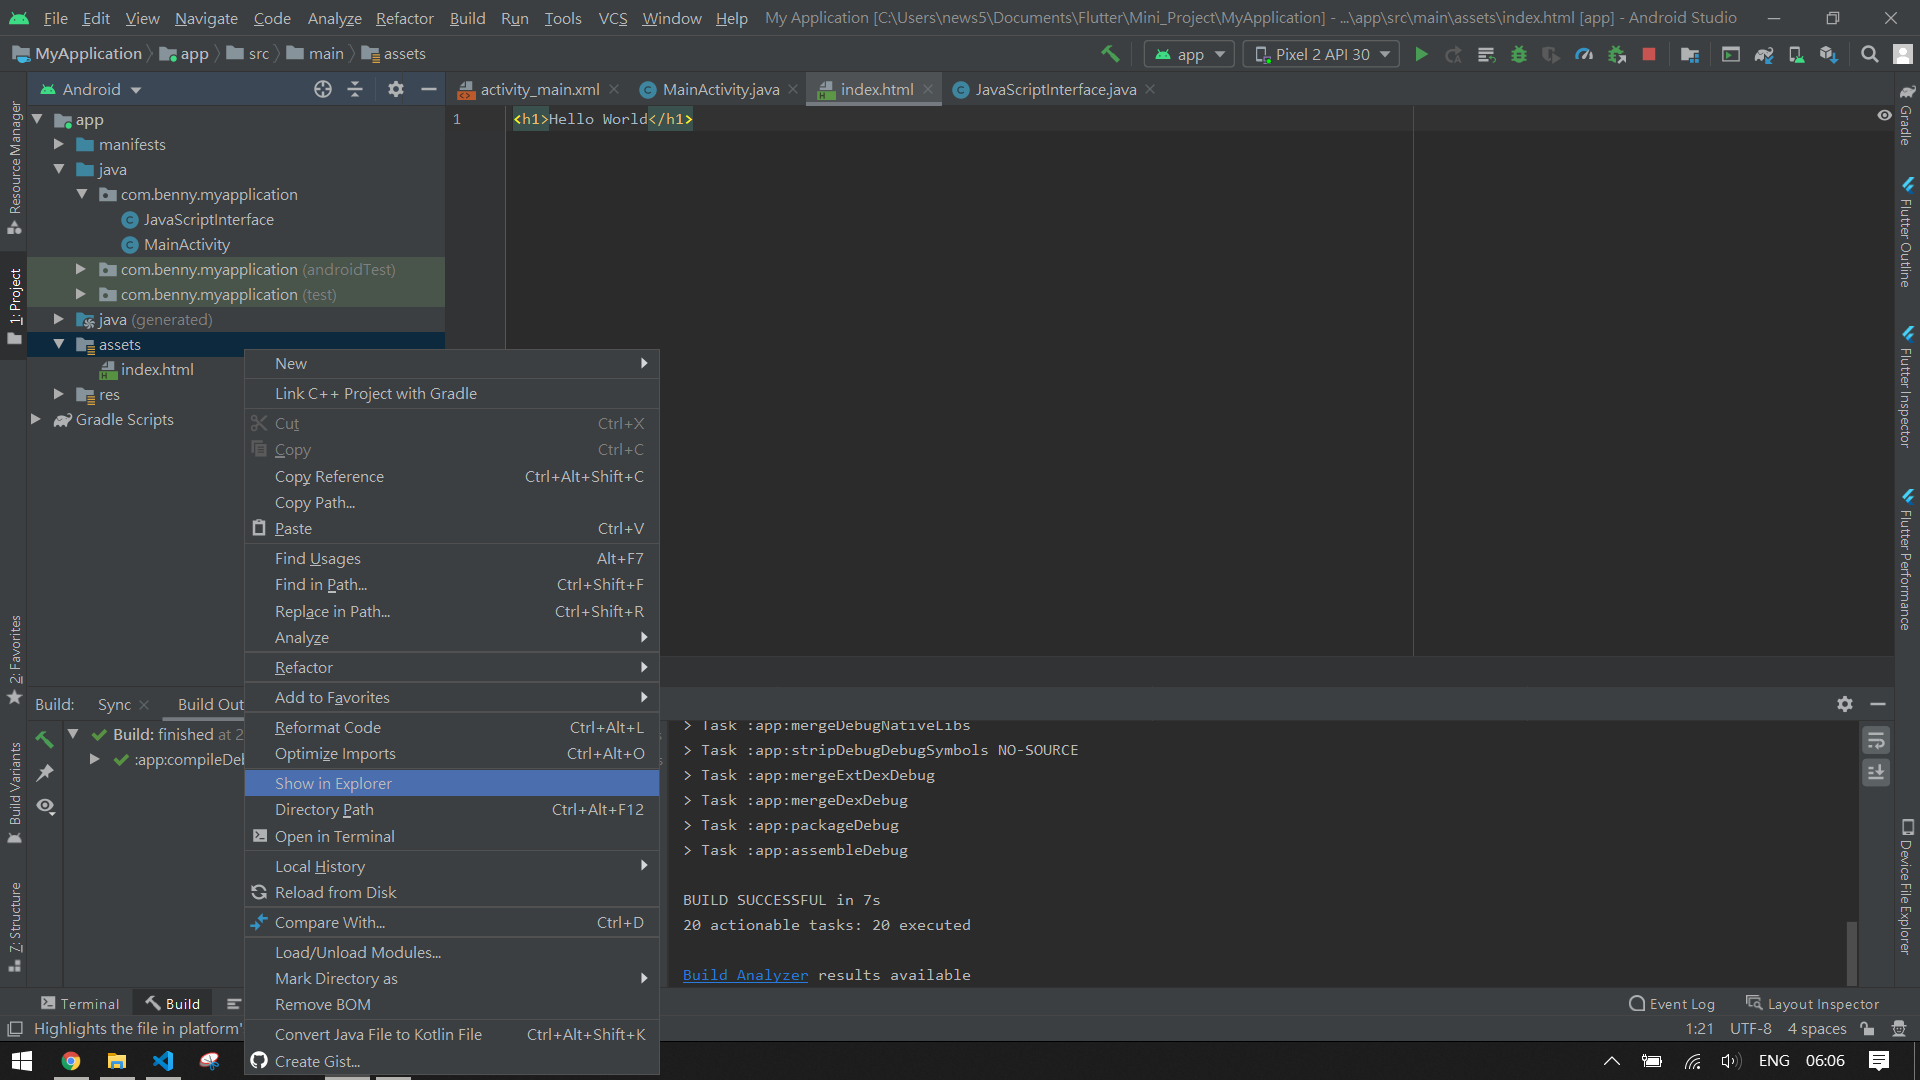 File Edit View Navigate Code Analyze Refactor Build Run Tools VCS Window Help My Application [C:\Users\news5\Documents\Flutter\Mini_Project\MyApplication] - ...\app\src\main\assets\index.html [app] - Android Studio
MyApplication app src main assets
app Pixel 2 API 30
Android
activity_main.xml MainActivity.java index.html JavaScriptInterface.java
app
manifests
java
com.benny.myapplication
JavaScriptInterface
MainActivity
com.benny.myapplication (androidTest)
com.benny.myapplication (test)
java (generated)
assets
index.html
res
Gradle Scripts
1 <h1>Hello World</h1>
Resource Manager
1: Project
2: Favorites
Build Variants
7: Structure
Gradle
Flutter Outline
Flutter Inspector
Flutter Performance
Device File Explorer
New
Link C++ Project with Gradle
Cut Ctrl+X
Copy Ctrl+C
Copy Reference Ctrl+Alt+Shift+C
Copy Path...
Paste Ctrl+V
Find Usages Alt+F7
Find in Path... Ctrl+Shift+F
Replace in Path... Ctrl+Shift+R
Analyze
Refactor
Add to Favorites
Reformat Code Ctrl+Alt+L
Optimize Imports Ctrl+Alt+O
Show in Explorer
Directory Path Ctrl+Alt+F12
Open in Terminal
Local History
Reload from Disk
Compare With... Ctrl+D
Load/Unload Modules...
Mark Directory as
Remove BOM
Convert Java File to Kotlin File Ctrl+Alt+Shift+K
Create Gist...
Build: Sync Build Out
Build: finished at 2
:app:compileDeb
> Task :app:mergeDebugNativeLibs
> Task :app:stripDebugDebugSymbols NO-SOURCE
> Task :app:mergeExtDexDebug
> Task :app:mergeDexDebug
> Task :app:packageDebug
> Task :app:assembleDebug
BUILD SUCCESSFUL in 7s
20 actionable tasks: 20 executed
Build Analyzer results available
Terminal Build Event Log Layout Inspector
Highlights the file in platform' 1:21 UTF-8 4 spaces
ENG 06:06